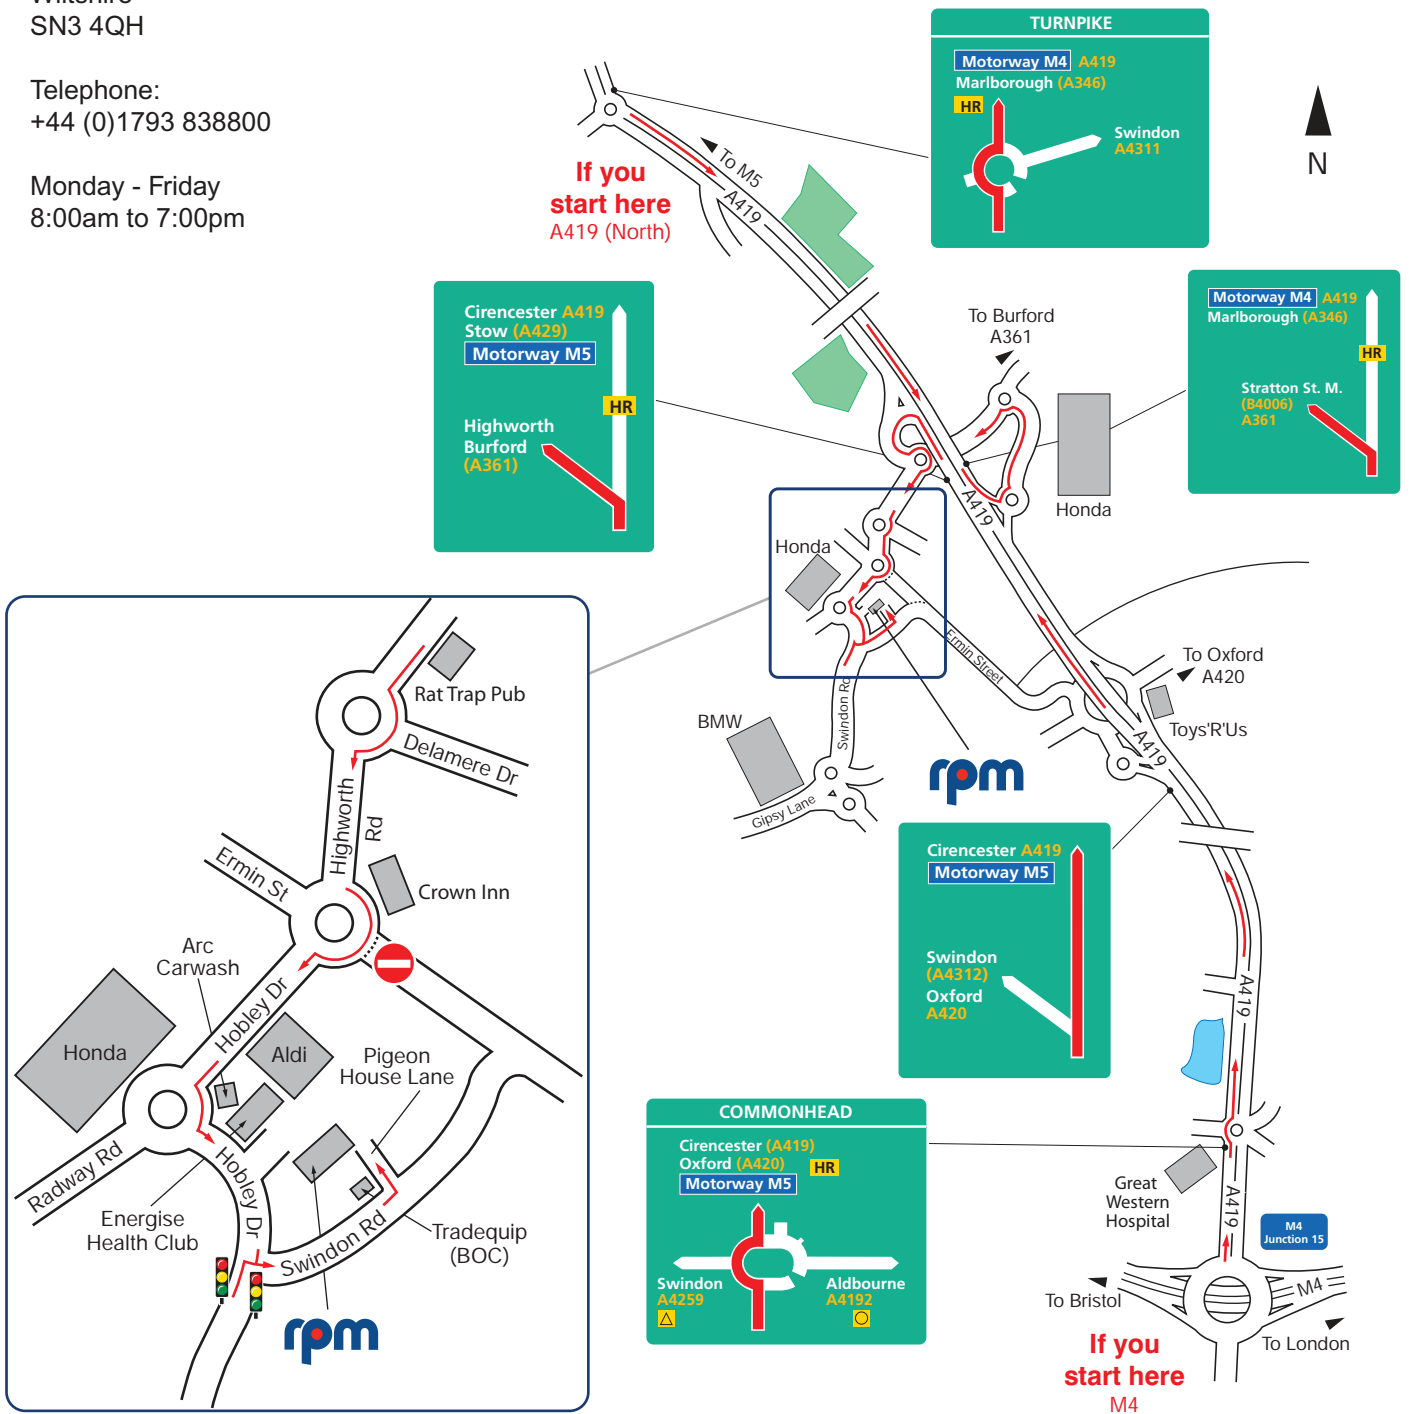 Wiltshire
SN3 4QH
Telephone:
+44 (0)1793 838800
Monday - Friday
8:00am to 7:00pm
TURNPIKE
Motorway M4 A419
Marlborough (A346)
HR
Swindon
A4311
N
To M5
A419
If you
start here
A419 (North)
Cirencester A419
Stow (A429)
Motorway M5
HR
Highworth
Burford
(A361)
To Burford
A361
Motorway M4 A419
Marlborough (A346)
HR
Stratton St. M.
(B4006)
A361
Honda
A419
Honda
Ermin Street
To Oxford
A420
Toys'R'Us
A419
BMW
Swindon Rd
Gipsy Lane
rpm
Cirencester A419
Motorway M5
Swindon
(A4312)
Oxford
A420
A419
COMMONHEAD
Cirencester (A419)
Oxford (A420)
HR
Motorway M5
Swindon
A4259
Aldbourne
A4192
Great
Western
Hospital
A419
M4
Junction 15
To Bristol
M4
To London
If you
start here
M4
Rat Trap Pub
Delamere Dr
Highworth
Rd
Ermin St
Crown Inn
Arc
Carwash
Hobley Dr
Honda
Aldi
Pigeon
House Lane
Radway Rd
Hobley Dr
Energise
Health Club
Swindon Rd
Tradequip
(BOC)
rpm